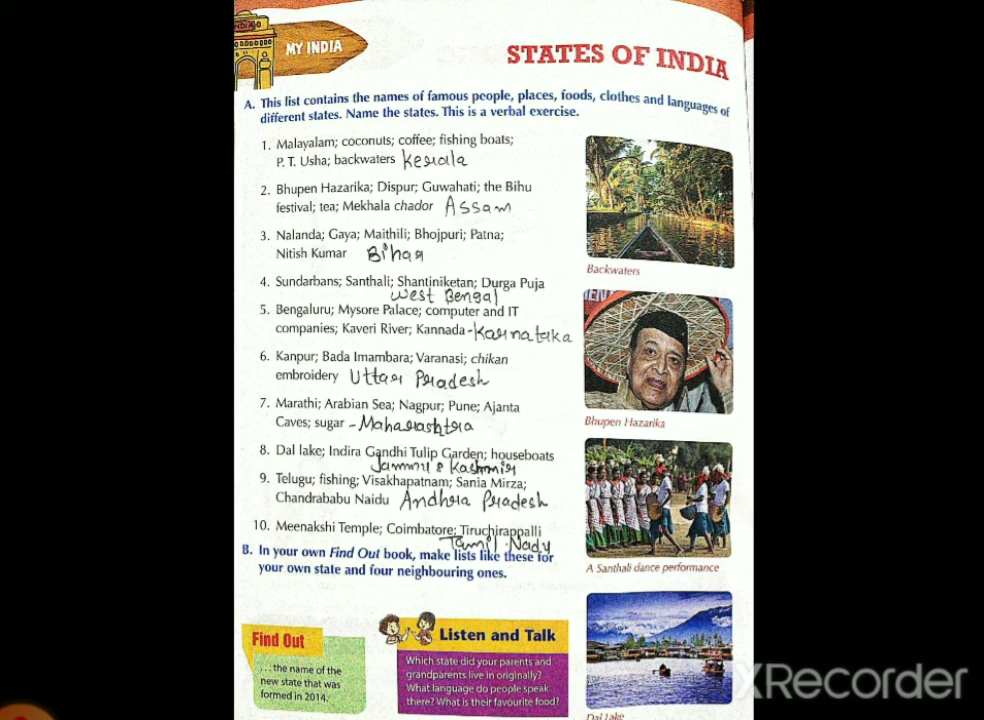 INDIA
MY INDIA
STATES OF INDIA
A. This list contains the names of famous people, places, foods, clothes and languages of
different states. Name the states. This is a verbal exercise.
1. Malayalam; coconuts; coffee; fishing boats;
P. T. Usha; backwaters Kerala
2. Bhupen Hazarika; Dispur; Guwahati; the Bihu
festival; tea; Mekhala chador Assam
3. Nalanda; Gaya; Maithili; Bhojpuri; Patna;
Nitish Kumar Bihar
4. Sundarbans; Santhali; Shantiniketan; Durga Puja
West Bengal
5. Bengaluru; Mysore Palace; computer and IT
companies; Kaveri River; Kannada - Karnataka
6. Kanpur; Bada Imambara; Varanasi; chikan
embroidery Uttar Pradesh
7. Marathi; Arabian Sea; Nagpur; Pune; Ajanta
Caves; sugar - Maharashtra
8. Dal lake; Indira Gandhi Tulip Garden; houseboats
Jammu & Kashmir
9. Telugu; fishing; Visakhapatnam; Sania Mirza;
Chandrababu Naidu Andhra Pradesh
10. Meenakshi Temple; Coimbatore; Tiruchirappalli
Tamil Nadu
B. In your own Find Out book, make lists like these for
your own state and four neighbouring ones.
Backwaters
Bhupen Hazarika
A Santhali dance performance
Dal Lake
Find Out
...the name of the
new state that was
formed in 2014.
Listen and Talk
Which state did your parents and
grandparents live in originally?
What language do people speak
there? What is their favourite food?
XRecorder